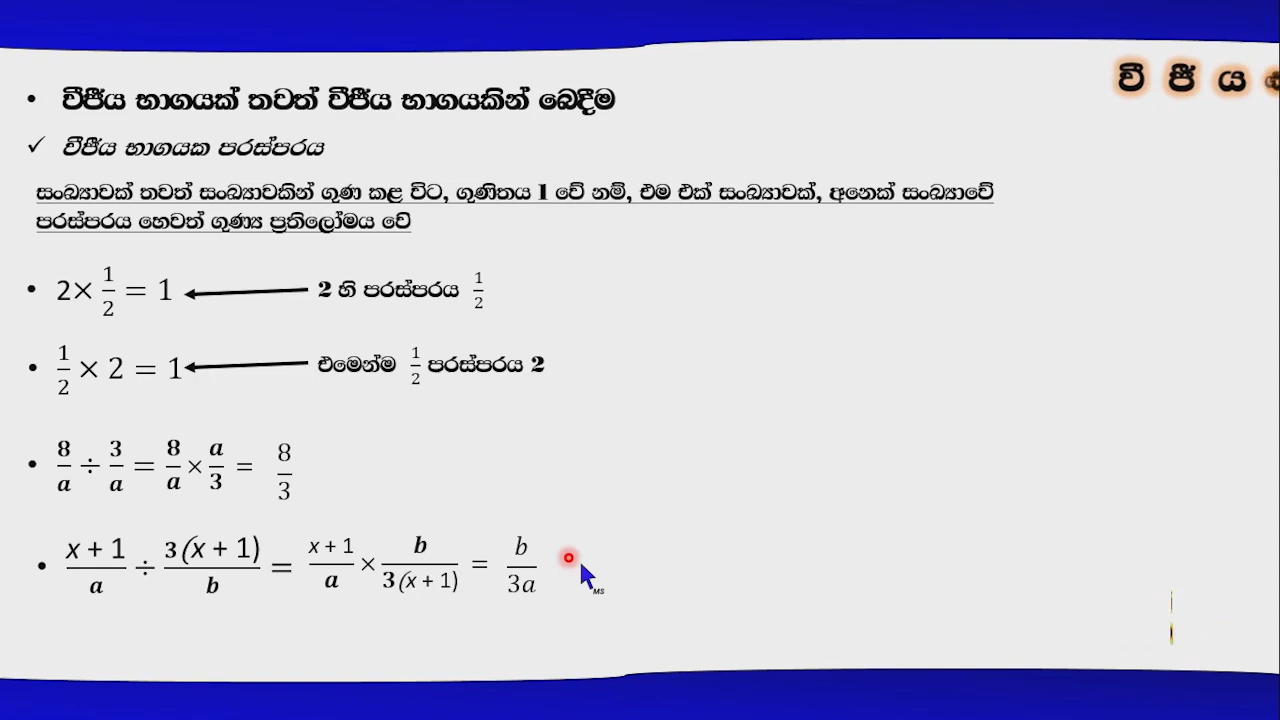 වී ජී ය
• වීජීය භාගයක් තවත් වීජීය භාගයකින් බෙදීම
✓ වීජීය භාගයක පරස්පරය
සංඛ්‍යාවක් තවත් සංඛ්‍යාවකින් ගුණ කළ විට, ගුණිතය 1 වේ නම්, එම එක් සංඛ්‍යාවක්, අනෙක් සංඛ්‍යාවේ
පරස්පරය හෙවත් ගුණ්‍ය ප්‍රතිලෝමය වේ
• 2 × 1/2 = 1 2 හි පරස්පරය 1/2
• 1/2 × 2 = 1 එමෙන්ම 1/2 පරස්පරය 2
• 8/a ÷ 3/a = 8/a × a/3 = 8/3
• (x + 1)/a ÷ 3(x + 1)/b = (x + 1)/a × b/3(x + 1) = b/3a
MS